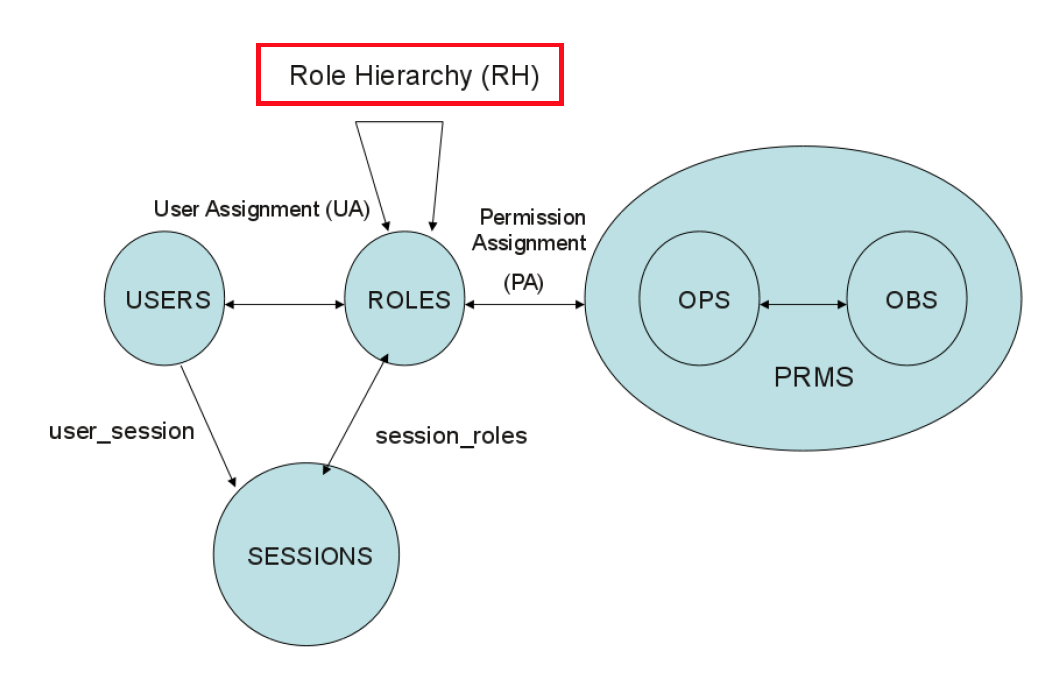 Role Hierarchy (RH)
User Assignment (UA)
Permission
Assignment
(PA)
USERS
ROLES
OPS
OBS
PRMS
user_session
session_roles
SESSIONS